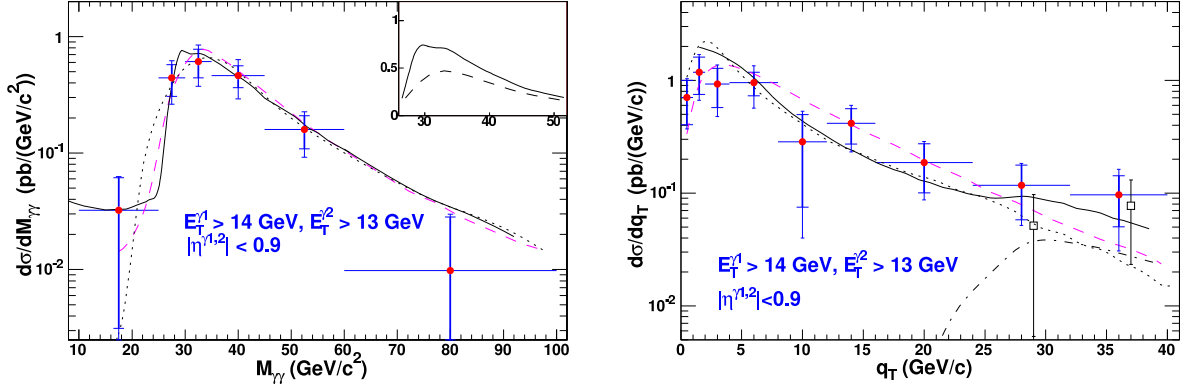 dσ/dM_γγ (pb/(GeV/c²))
1
10⁻¹
10⁻²
1
0.5
0
30 40 50
E_T^γ1 > 14 GeV, E_T^γ2 > 13 GeV
|η^γ1,2| < 0.9
10 20 30 40 50 60 70 80 90 100
M_γγ (GeV/c²)
dσ/dq_T (pb/(GeV/c))
10
1
10⁻¹
10⁻²
E_T^γ1 > 14 GeV, E_T^γ2 > 13 GeV
|η^γ1,2| < 0.9
0 5 10 15 20 25 30 35 40
q_T (GeV/c)